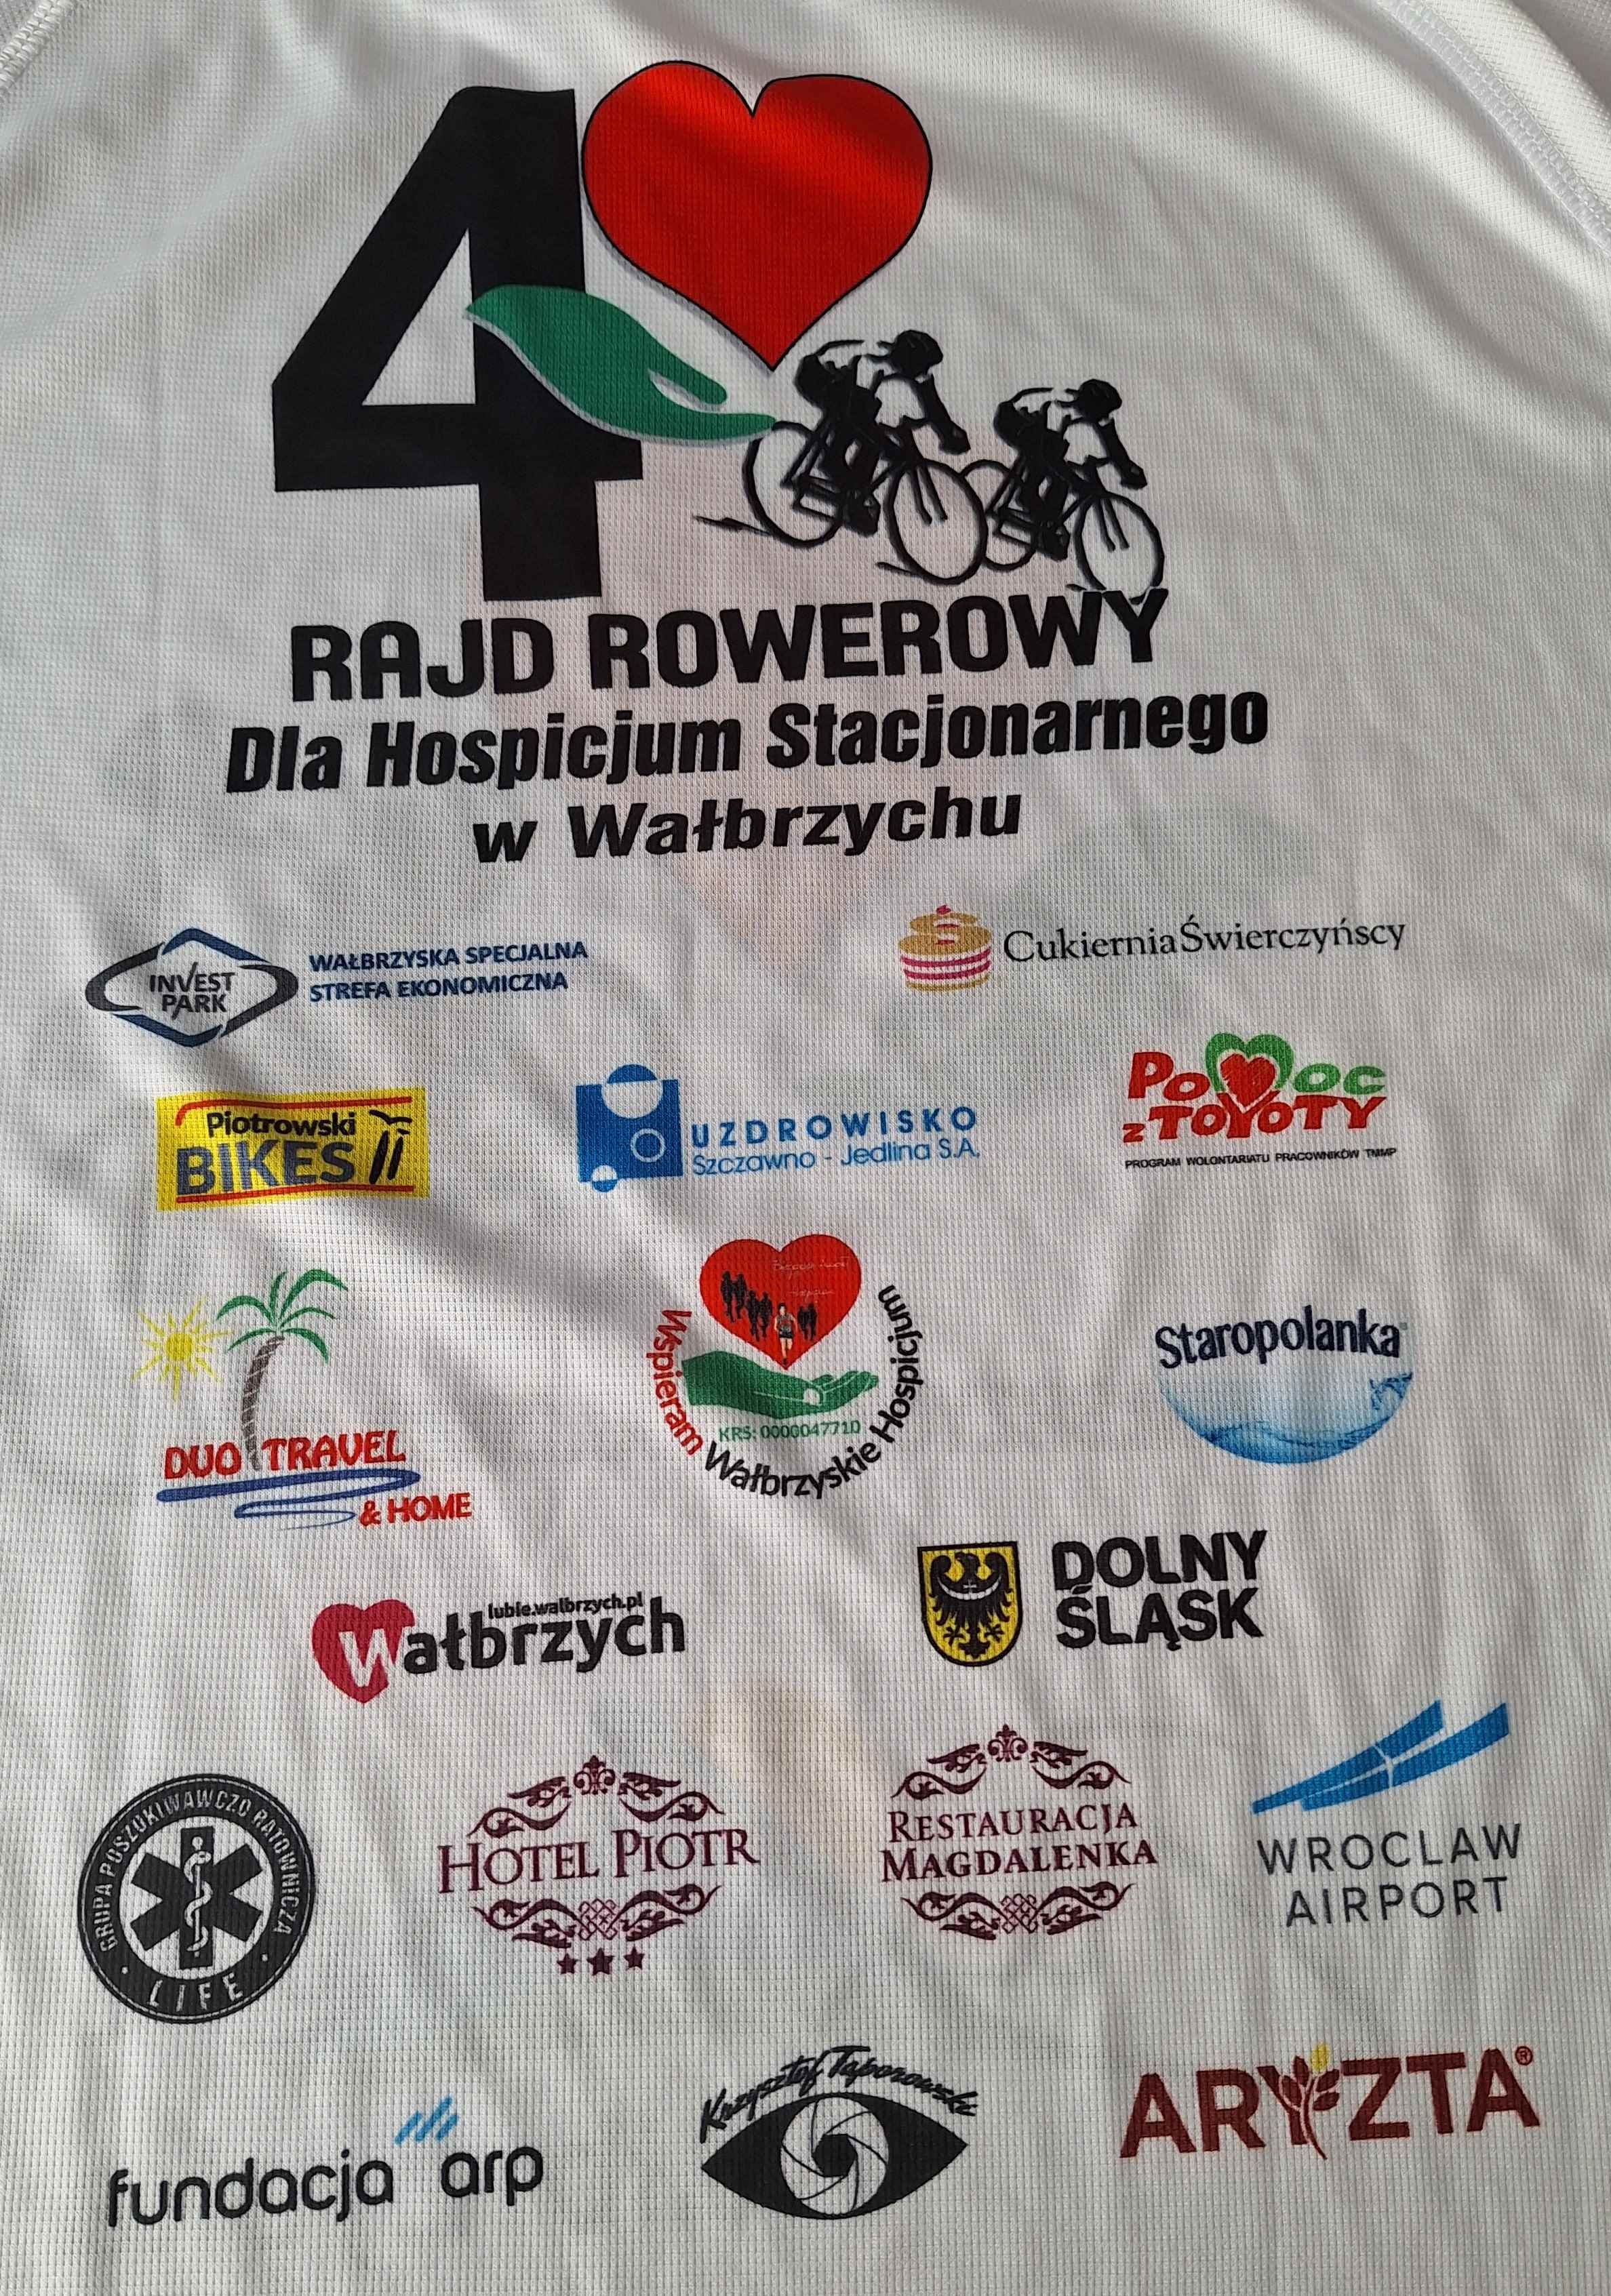 4
RAJD ROWEROWY
Dla Hospicjum Stacjonarnego
w Wałbrzychu
INVEST
PARK
WAŁBRZYSKA SPECJALNA
STREFA EKONOMICZNA
Cukiernia Świerczyńscy
Piotrowski
BIKES
UZDROWISKO
Szczawno - Jedlina S.A.
POMOC
z TOYOTY
PROGRAM WOLONTARIATU PRACOWNIKÓW TMMP
DUO TRAVEL
& HOME
KRS: 0000047710
Wspieram Wałbrzyskie Hospicjum
Staropolanka
lubie.walbrzych.pl
Wałbrzych
DOLNY
ŚLĄSK
GRUPA POSZUKIWAWCZO RATOWNICZA
LIFE
HOTEL PIOTR
RESTAURACJA
MAGDALENKA
WROCLAW
AIRPORT
fundacja arp
Krzysztof Taporowski
ARYZTA®